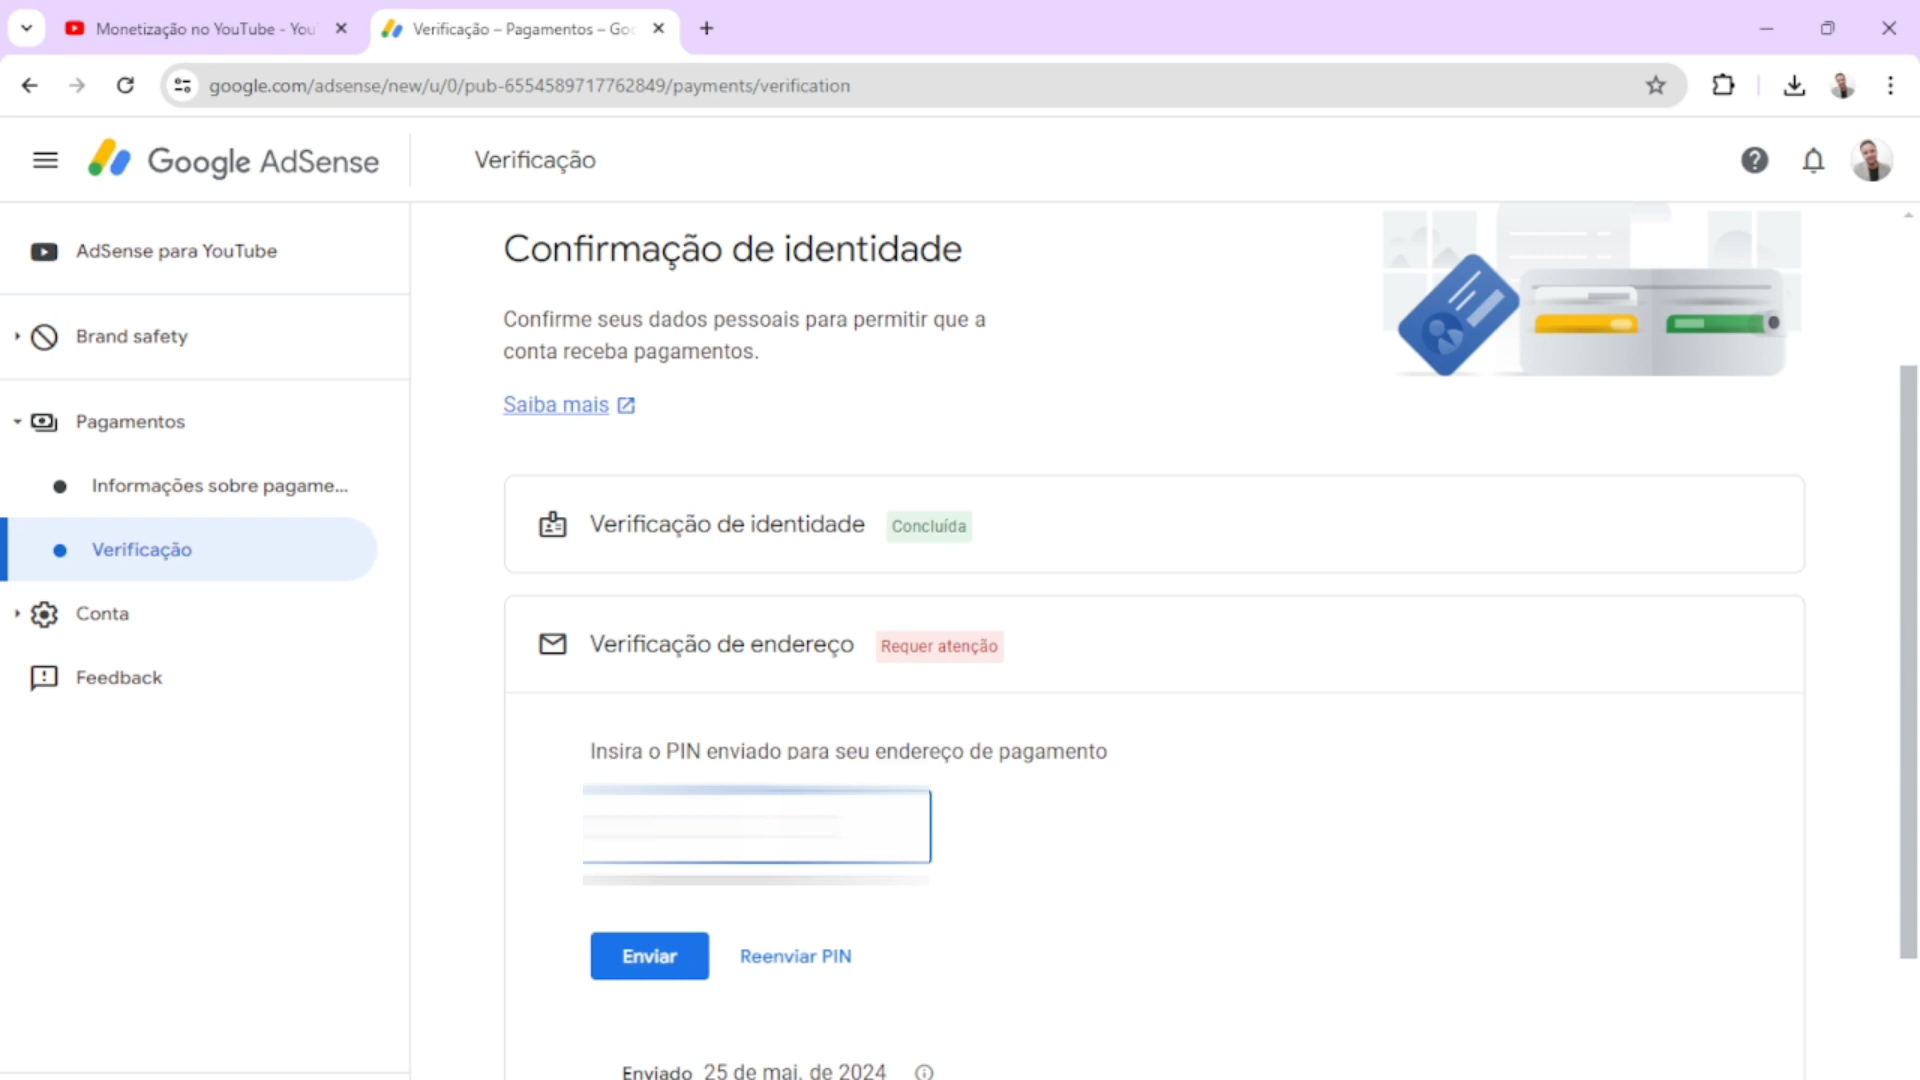 Monetização no YouTube - You
Verificação – Pagamentos – Goo
google.com/adsense/new/u/0/pub-6554589717762849/payments/verification
Google AdSense
Verificação
AdSense para YouTube
Brand safety
Pagamentos
Informações sobre pagame...
Verificação
Conta
Feedback
Confirmação de identidade
Confirme seus dados pessoais para permitir que a
conta receba pagamentos.
Saiba mais
Verificação de identidade Concluída
Verificação de endereço Requer atenção
Insira o PIN enviado para seu endereço de pagamento
Enviar Reenviar PIN
Enviado 25 de mai. de 2024